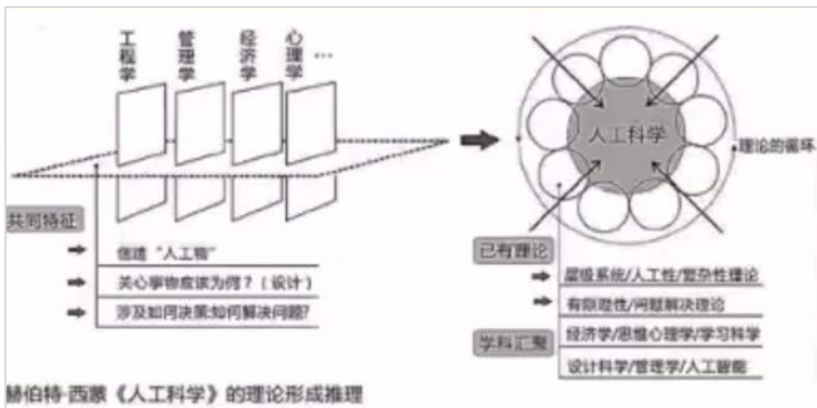 工程学
管理学
经济学
心理学
...
人工科学
理论的循环
共同特征
创造“人工物”
关心事物应该为何？（设计）
涉及如何决策;如何解决问题?
已有理论
层级系统/人工性/复杂性理论
有限理性/问题解决理论
学科汇聚
经济学/思维心理学/学习科学
设计科学/管理学/人工智能
赫伯特·西蒙《人工科学》的理论形成推理